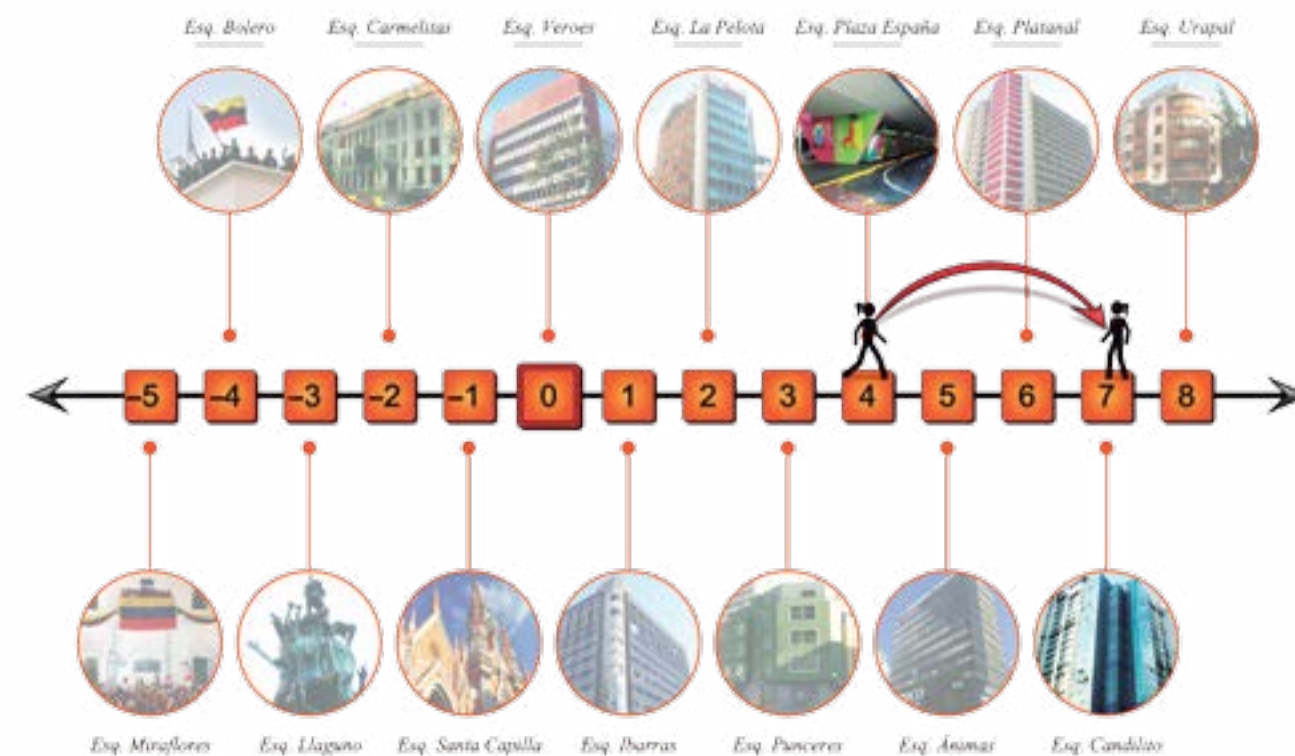 Esq. Bolero
Esq. Carmelitas
Esq. Veroes
Esq. La Pelota
Esq. Plaza España
Esq. Platanal
Esq. Urapal
–5
–4
–3
–2
–1
0
1
2
3
4
5
6
7
8
Esq. Miraflores
Esq. Llaguno
Esq. Santa Capilla
Esq. Ibarras
Esq. Punceres
Esq. Ánimas
Esq. Candilito